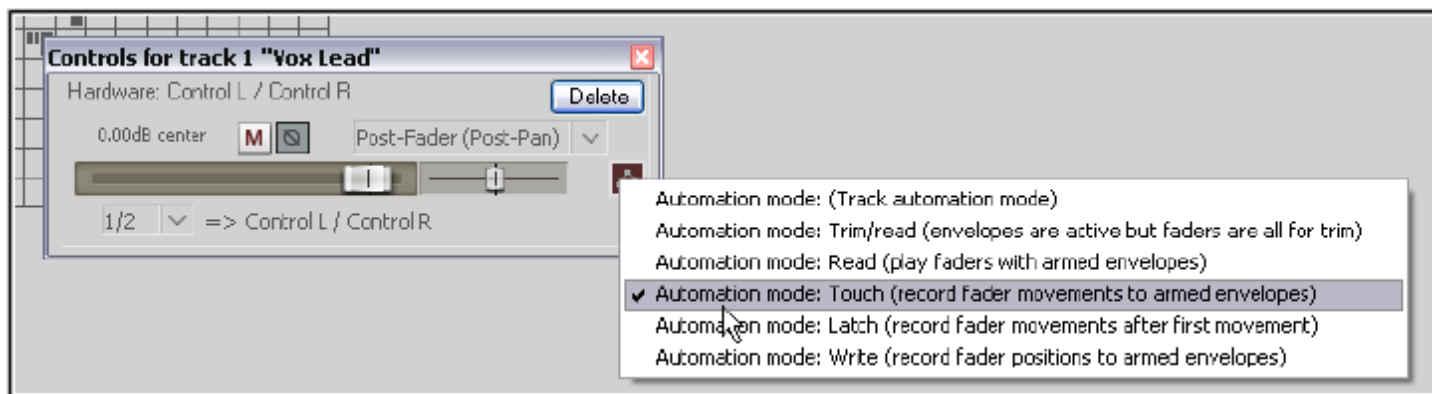 Controls for track 1 "Vox Lead"
Hardware: Control L / Control R
Delete
0.00dB center
M
Post-Fader (Post-Pan)
1/2 => Control L / Control R
Automation mode: (Track automation mode)
Automation mode: Trim/read (envelopes are active but faders are all for trim)
Automation mode: Read (play faders with armed envelopes)
Automation mode: Touch (record fader movements to armed envelopes)
Automation mode: Latch (record fader movements after first movement)
Automation mode: Write (record fader positions to armed envelopes)